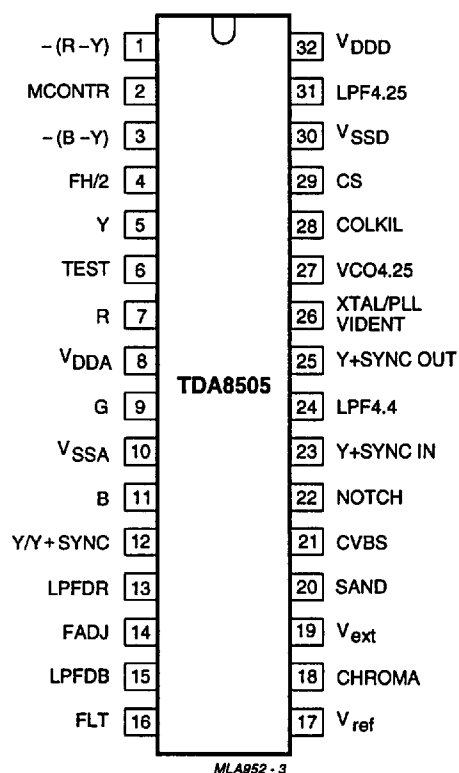 −(R −Y) 1
MCONTR 2
−(B −Y) 3
FH/2 4
Y 5
TEST 6
R 7
VDDA 8
G 9
VSSA 10
B 11
Y/Y+SYNC 12
LPFDR 13
FADJ 14
LPFDB 15
FLT 16
TDA8505
32 VDDD
31 LPF4.25
30 VSSD
29 CS
28 COLKIL
27 VCO4.25
26 XTAL/PLL
VIDENT
25 Y+SYNC OUT
24 LPF4.4
23 Y+SYNC IN
22 NOTCH
21 CVBS
20 SAND
19 Vext
18 CHROMA
17 Vref
MLA952 - 3